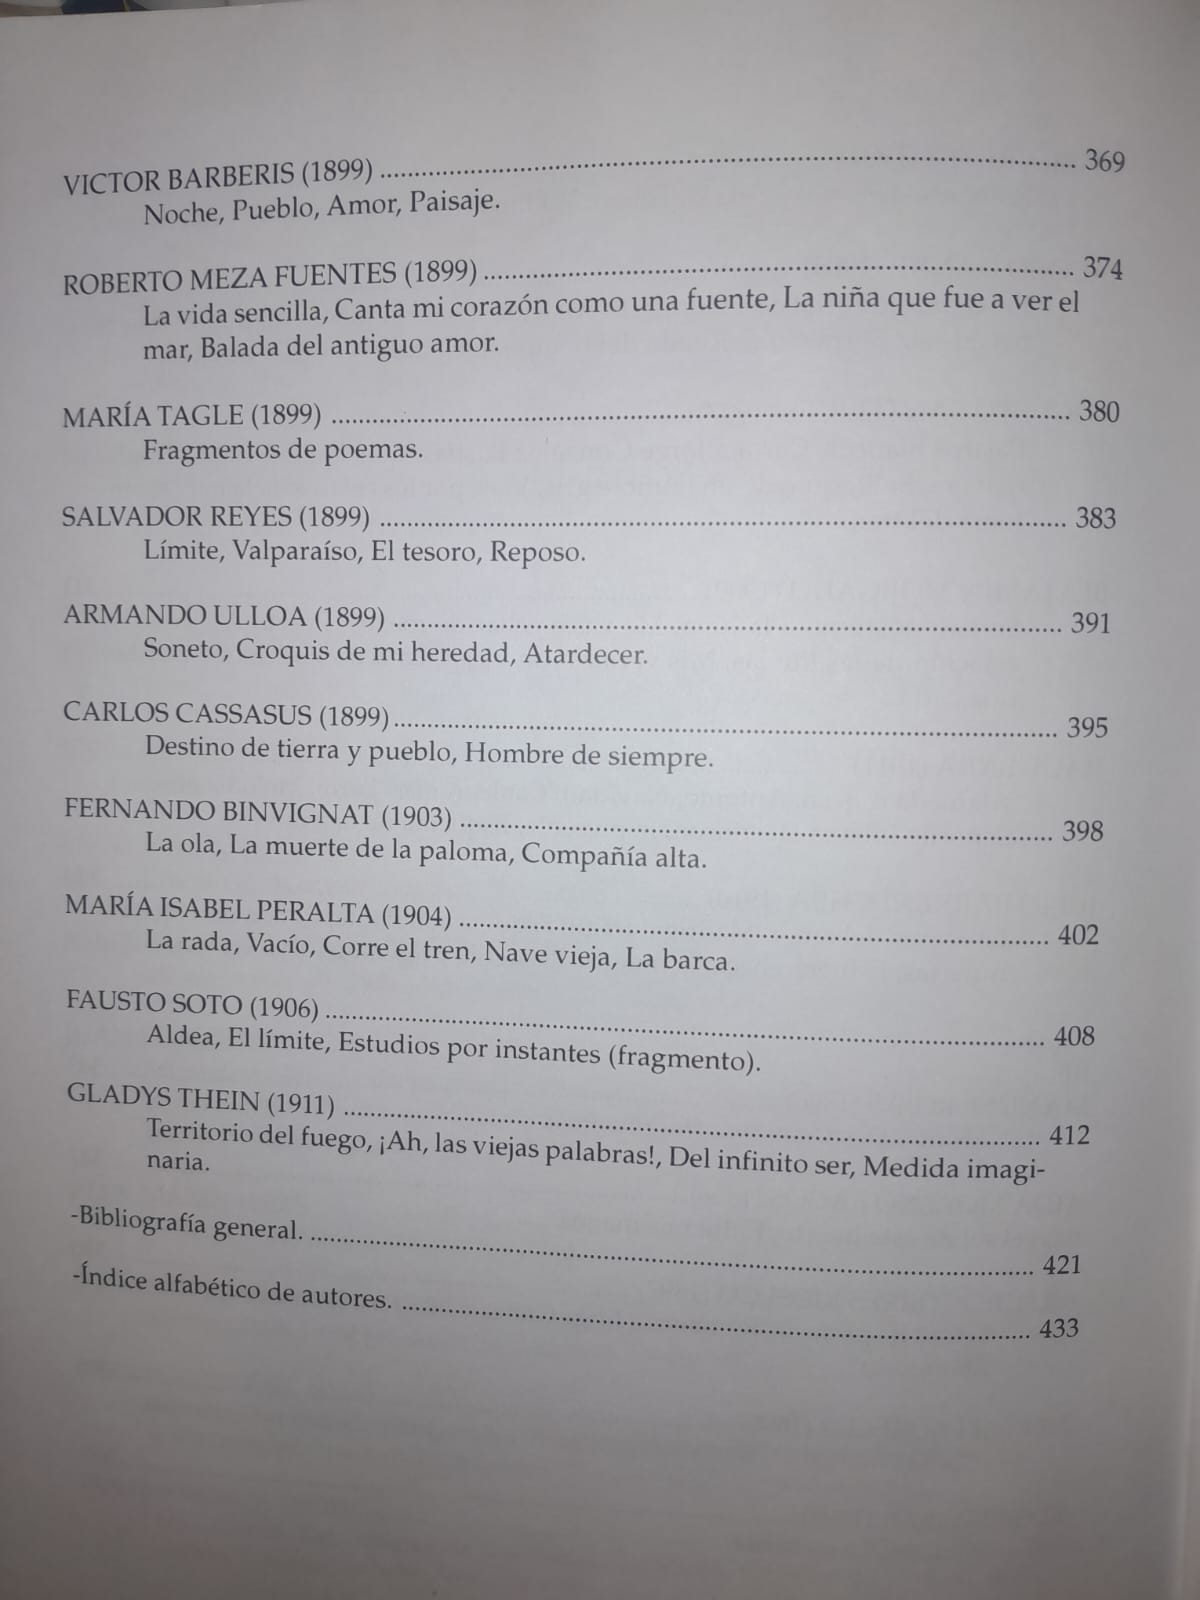 VICTOR BARBERIS (1899) ........ 369
Noche, Pueblo, Amor, Paisaje.
ROBERTO MEZA FUENTES (1899) ........ 374
La vida sencilla, Canta mi corazón como una fuente, La niña que fue a ver el
mar, Balada del antiguo amor.
MARÍA TAGLE (1899) ........ 380
Fragmentos de poemas.
SALVADOR REYES (1899) ........ 383
Límite, Valparaíso, El tesoro, Reposo.
ARMANDO ULLOA (1899) ........ 391
Soneto, Croquis de mi heredad, Atardecer.
CARLOS CASSASUS (1899) ........ 395
Destino de tierra y pueblo, Hombre de siempre.
FERNANDO BINVIGNAT (1903) ........ 398
La ola, La muerte de la paloma, Compañía alta.
MARÍA ISABEL PERALTA (1904) ........ 402
La rada, Vacío, Corre el tren, Nave vieja, La barca.
FAUSTO SOTO (1906) ........ 408
Aldea, El límite, Estudios por instantes (fragmento).
GLADYS THEIN (1911) ........ 412
Territorio del fuego, ¡Ah, las viejas palabras!, Del infinito ser, Medida imagi-
naria.
-Bibliografía general. ........ 421
-Índice alfabético de autores. ........ 433